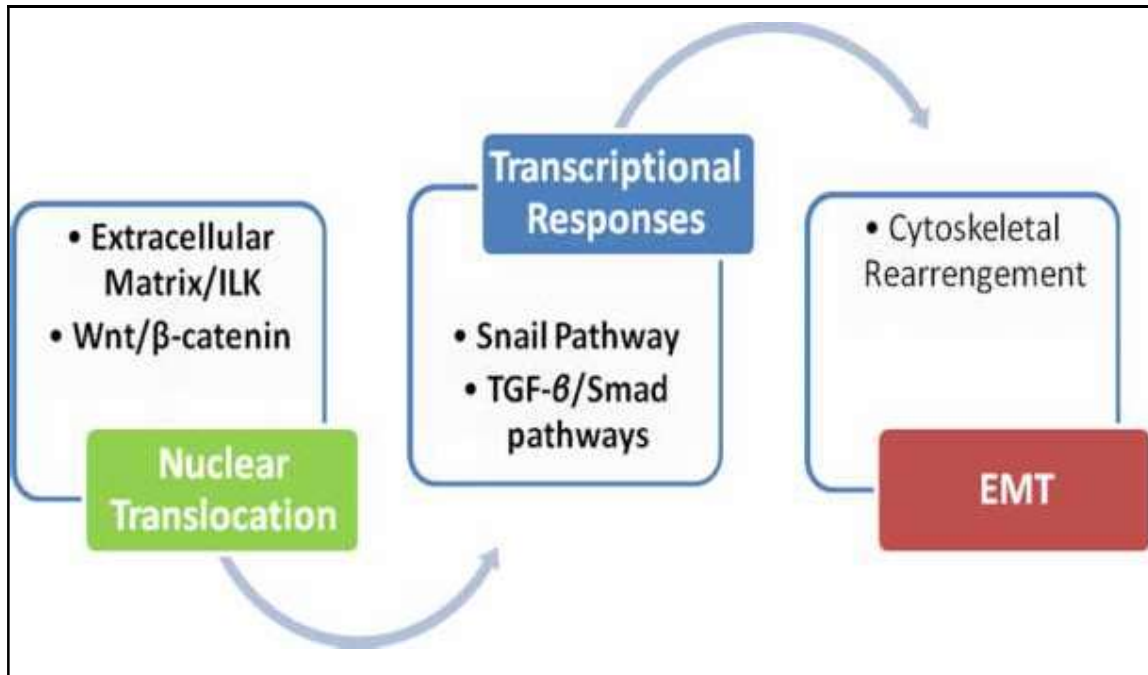 • Extracellular
Matrix/ILK
• Wnt/β-catenin
Nuclear
Translocation
Transcriptional
Responses
• Snail Pathway
• TGF-β/Smad
pathways
• Cytoskeletal
Rearrengement
EMT